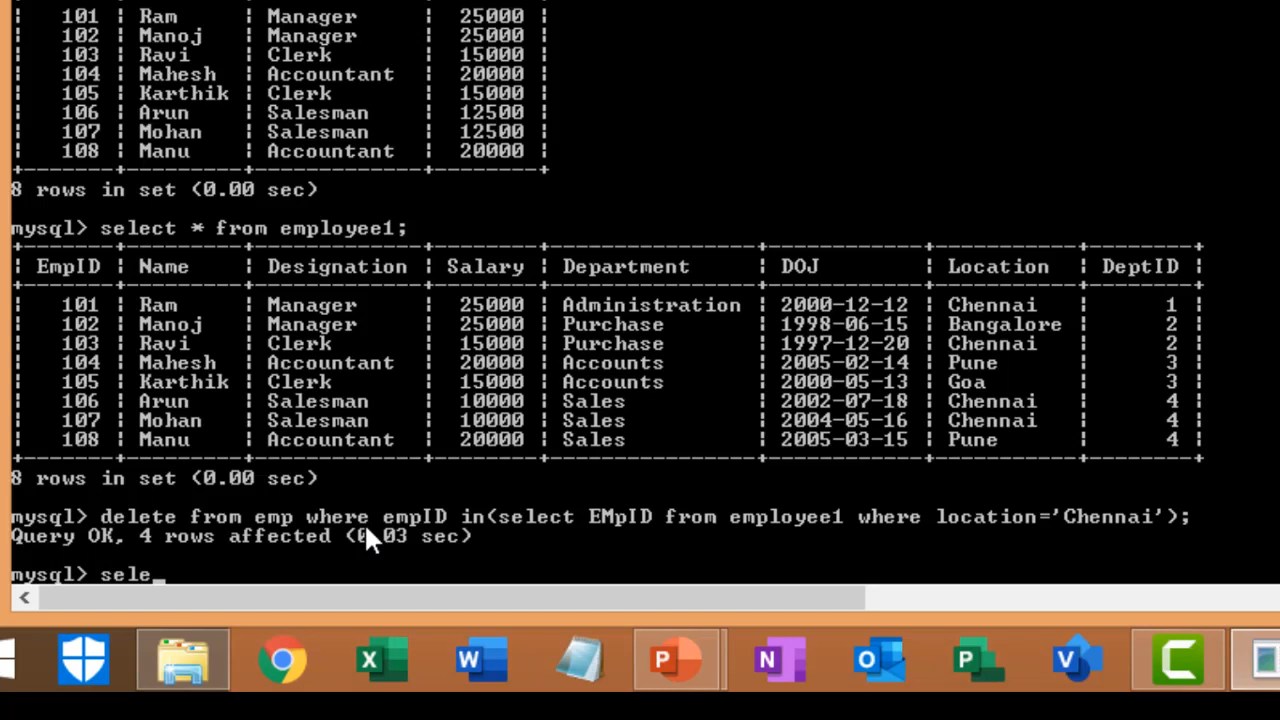 ¦ 101 ¦ Ram ¦ Manager ¦ 25000 ¦
¦ 102 ¦ Manoj ¦ Manager ¦ 25000 ¦
¦ 103 ¦ Ravi ¦ Clerk ¦ 15000 ¦
¦ 104 ¦ Mahesh ¦ Accountant ¦ 20000 ¦
¦ 105 ¦ Karthik ¦ Clerk ¦ 15000 ¦
¦ 106 ¦ Arun ¦ Salesman ¦ 12500 ¦
¦ 107 ¦ Mohan ¦ Salesman ¦ 12500 ¦
¦ 108 ¦ Manu ¦ Accountant ¦ 20000 ¦
8 rows in set (0.00 sec)
mysql> select * from employee1;
¦ EmpID ¦ Name ¦ Designation ¦ Salary ¦ Department ¦ DOJ ¦ Location ¦ DeptID ¦
¦ 101 ¦ Ram ¦ Manager ¦ 25000 ¦ Administration ¦ 2000-12-12 ¦ Chennai ¦ 1 ¦
¦ 102 ¦ Manoj ¦ Manager ¦ 25000 ¦ Purchase ¦ 1998-06-15 ¦ Bangalore ¦ 2 ¦
¦ 103 ¦ Ravi ¦ Clerk ¦ 15000 ¦ Purchase ¦ 1997-12-20 ¦ Chennai ¦ 2 ¦
¦ 104 ¦ Mahesh ¦ Accountant ¦ 20000 ¦ Accounts ¦ 2005-02-14 ¦ Pune ¦ 3 ¦
¦ 105 ¦ Karthik ¦ Clerk ¦ 15000 ¦ Accounts ¦ 2000-05-13 ¦ Goa ¦ 3 ¦
¦ 106 ¦ Arun ¦ Salesman ¦ 10000 ¦ Sales ¦ 2002-07-18 ¦ Chennai ¦ 4 ¦
¦ 107 ¦ Mohan ¦ Salesman ¦ 10000 ¦ Sales ¦ 2004-05-16 ¦ Chennai ¦ 4 ¦
¦ 108 ¦ Manu ¦ Accountant ¦ 20000 ¦ Sales ¦ 2005-03-15 ¦ Pune ¦ 4 ¦
8 rows in set (0.00 sec)
mysql> delete from emp where empID in(select EMpID from employee1 where location='Chennai');
Query OK, 4 rows affected (0.03 sec)
mysql> sele_
X W P N O P V C